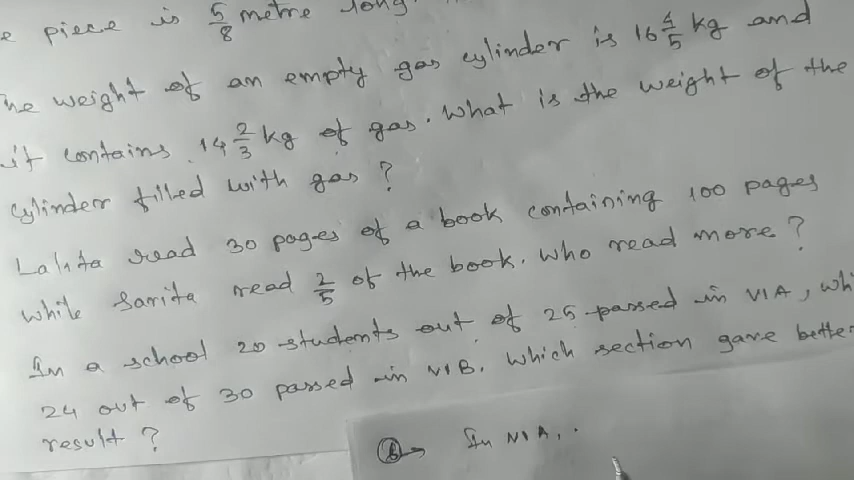 e piece is 5/8 metre long.
he weight of an empty gas cylinder is 16 4/5 kg and
it contains 14 2/3 kg of gas. What is the weight of the
cylinder filled with gas?
Lalita read 30 pages of a book containing 100 pages
while Sarita read 2/5 of the book. Who read more?
In a school 20 students out of 25 passed in VI A, whi
24 out of 30 passed in VI B. Which section gave better
result?
In VI A,